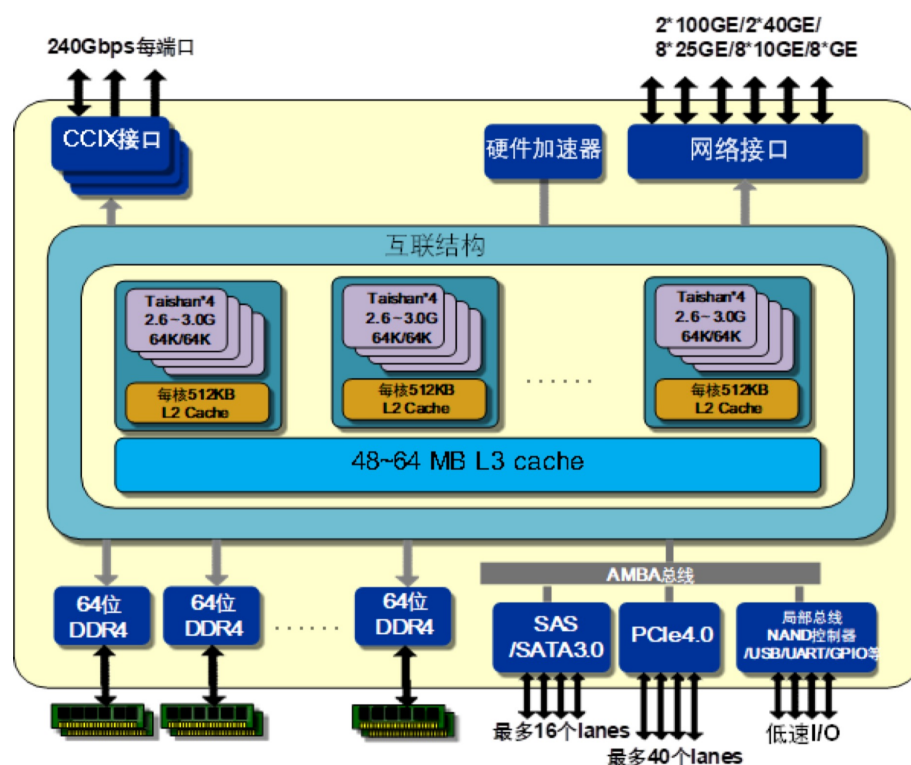 240Gbps每端口
2*100GE/2*40GE/
8*25GE/8*10GE/8*GE
CCIX接口
硬件加速器
网络接口
互联结构
Taishan*4
2.6~3.0G
64K/64K
每核512KB
L2 Cache
Taishan*4
2.6~3.0G
64K/64K
每核512KB
L2 Cache
......
Taishan*4
2.6~3.0G
64K/64K
每核512KB
L2 Cache
48~64 MB L3 cache
AMBA总线
64位
DDR4
64位
DDR4
......
64位
DDR4
SAS
/SATA3.0
PCIe4.0
局部总线
NAND控制器
/USB/UART/GPIO等
最多16个lanes
最多40个lanes
低速I/O